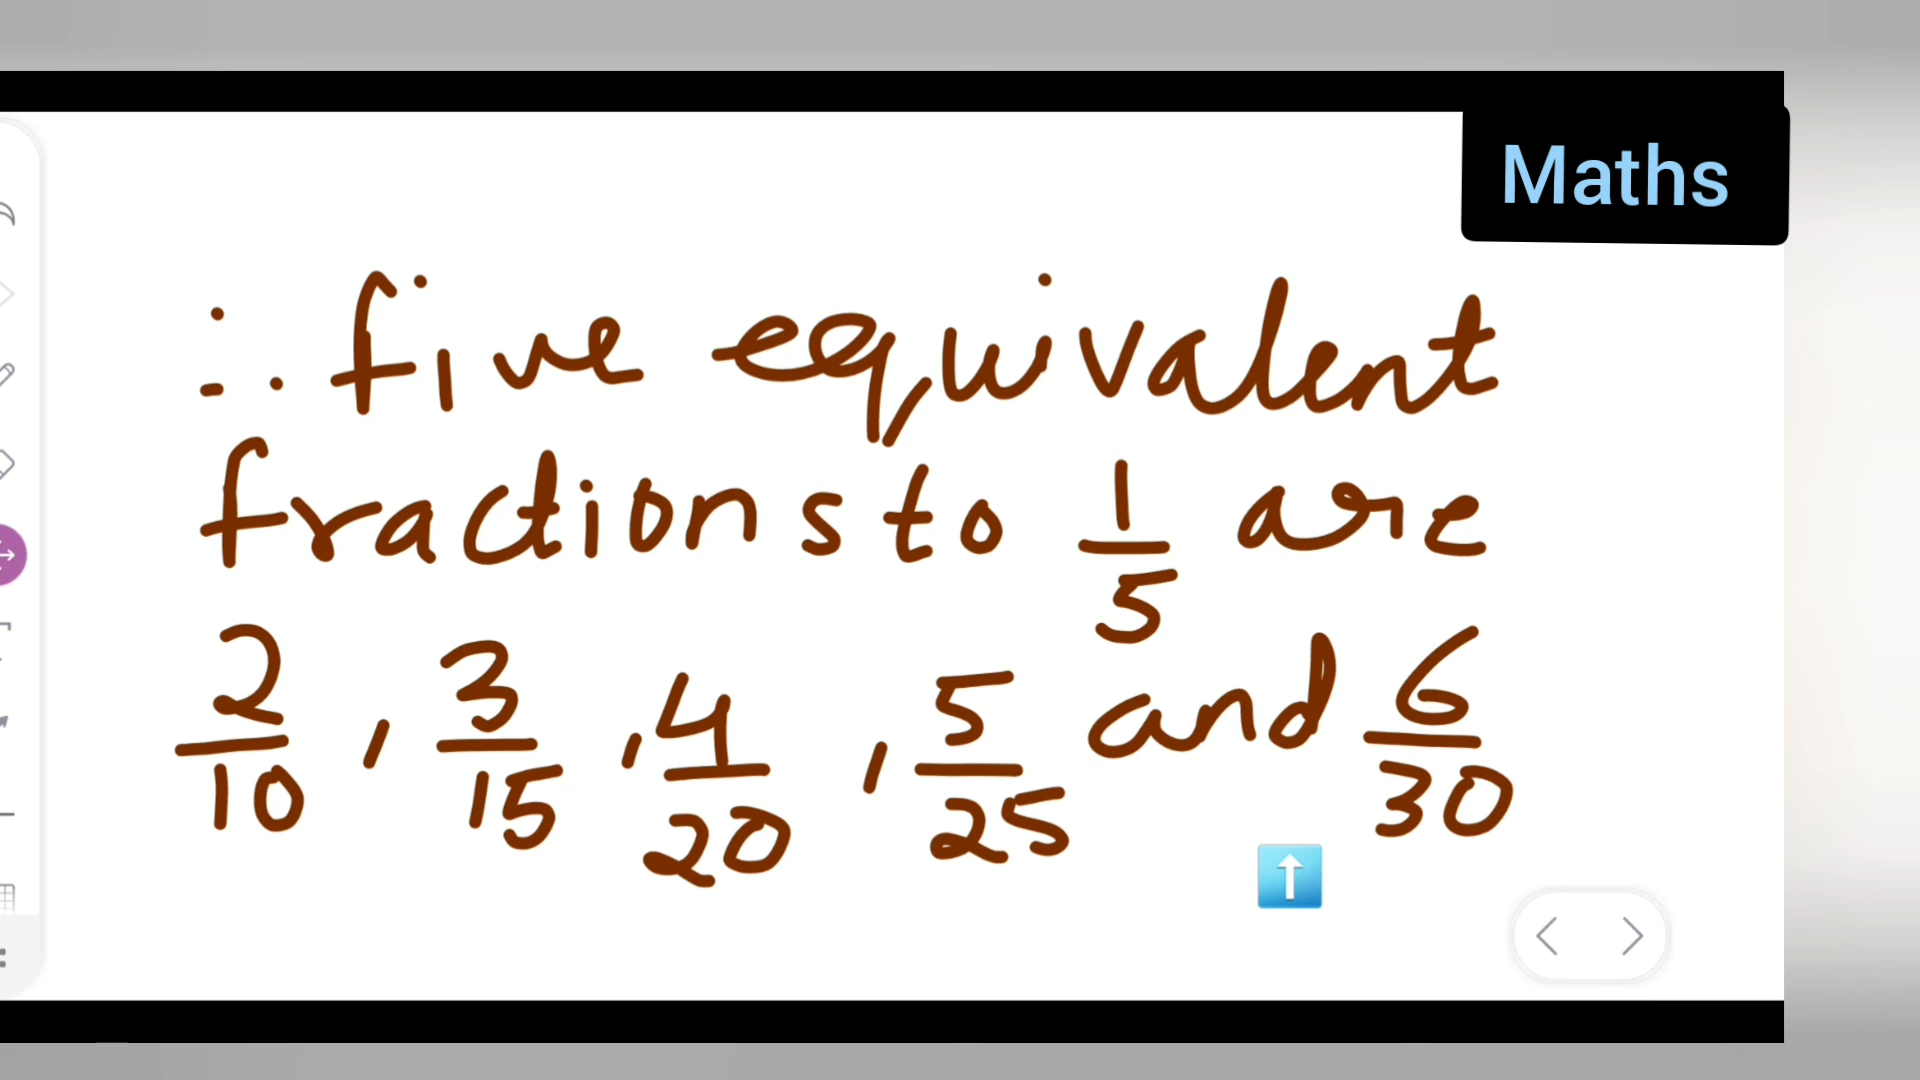 Maths
∴ five equivalent
fractions to 1/5 are
2/10, 3/15, 4/20, 5/25 and 6/30